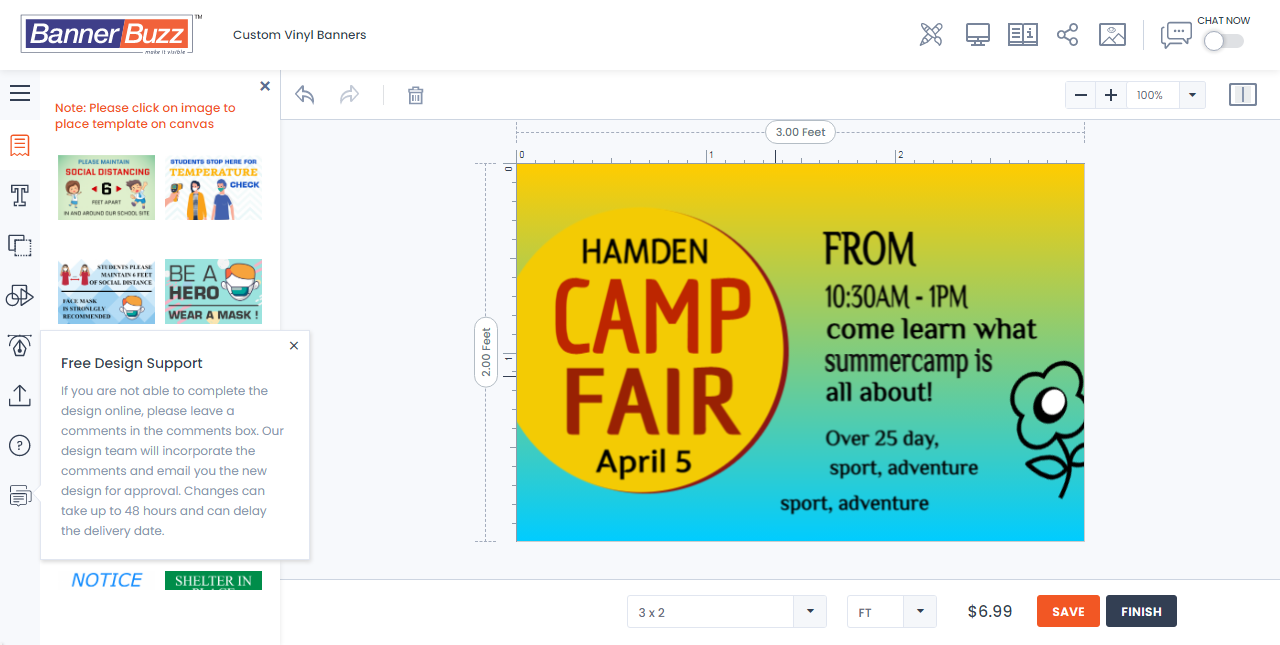 BannerBuzz™
make it visible
Custom Vinyl Banners
CHAT NOW
Note: Please click on image to
place template on canvas
100%
PLEASE MAINTAIN
SOCIAL DISTANCING
6
FEET APART
IN AND AROUND OUR SCHOOL SITE
STUDENTS STOP HERE FOR
TEMPERATURE
CHECK
STUDENTS PLEASE
MAINTAIN 6 FEET
OF SOCIAL DISTANCE
FACE MASK
IS STRONLGLY
RECOMMENDED
BE A
HERO
WEAR A MASK !
Free Design Support
If you are not able to complete the
design online, please leave a
comments in the comments box. Our
design team will incorporate the
comments and email you the new
design for approval. Changes can
take up to 48 hours and can delay
the delivery date.
NOTICE
SHELTER IN
PLACE
3.00 Feet
0 1 2
0
2.00 Feet
1
HAMDEN
CAMP
FAIR
April 5
FROM
10:30AM - 1PM
come learn what
summercamp is
all about!
Over 25 day,
sport, adventure
sport, adventure
3 x 2
FT
$6.99
SAVE
FINISH